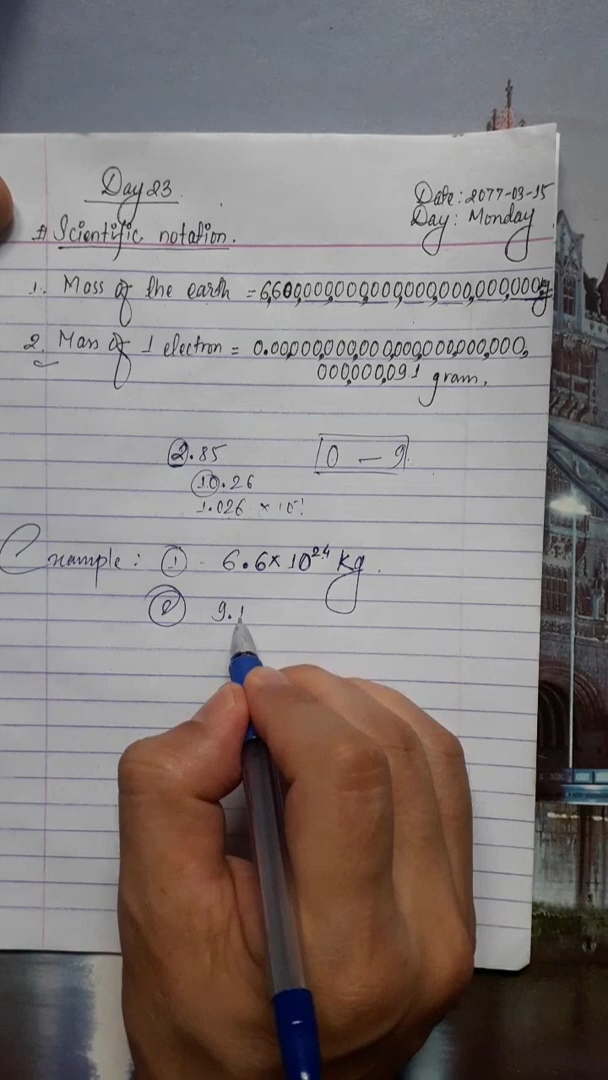 Day 23.
Date: 2077-03-15
Day: Monday
# Scientific notation.
1. Mass of the earth = 6,600,000,000,000,000,000,000,000 kg
2. Mass of 1 electron = 0.00,000,000,000,000,000,000,000,
000,000,091 gram.
2.85
0 - 9
10.26
1.026 × 10¹
Example: ① - 6.6 × 10²⁴ kg.
② 9.1